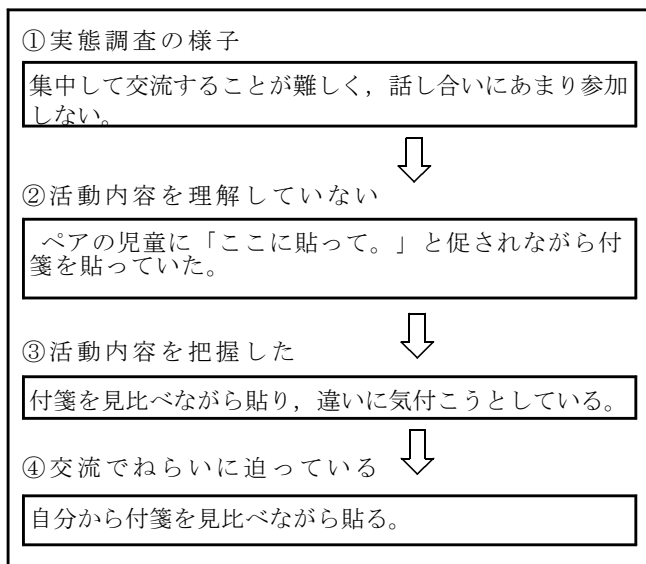 ①実態調査の様子
集中して交流することが難しく，話し合いにあまり参加
しない。
②活動内容を理解していない
ペアの児童に「ここに貼って。」と促されながら付
箋を貼っていた。
③活動内容を把握した
付箋を見比べながら貼り，違いに気付こうとしている。
④交流でねらいに迫っている
自分から付箋を見比べながら貼る。